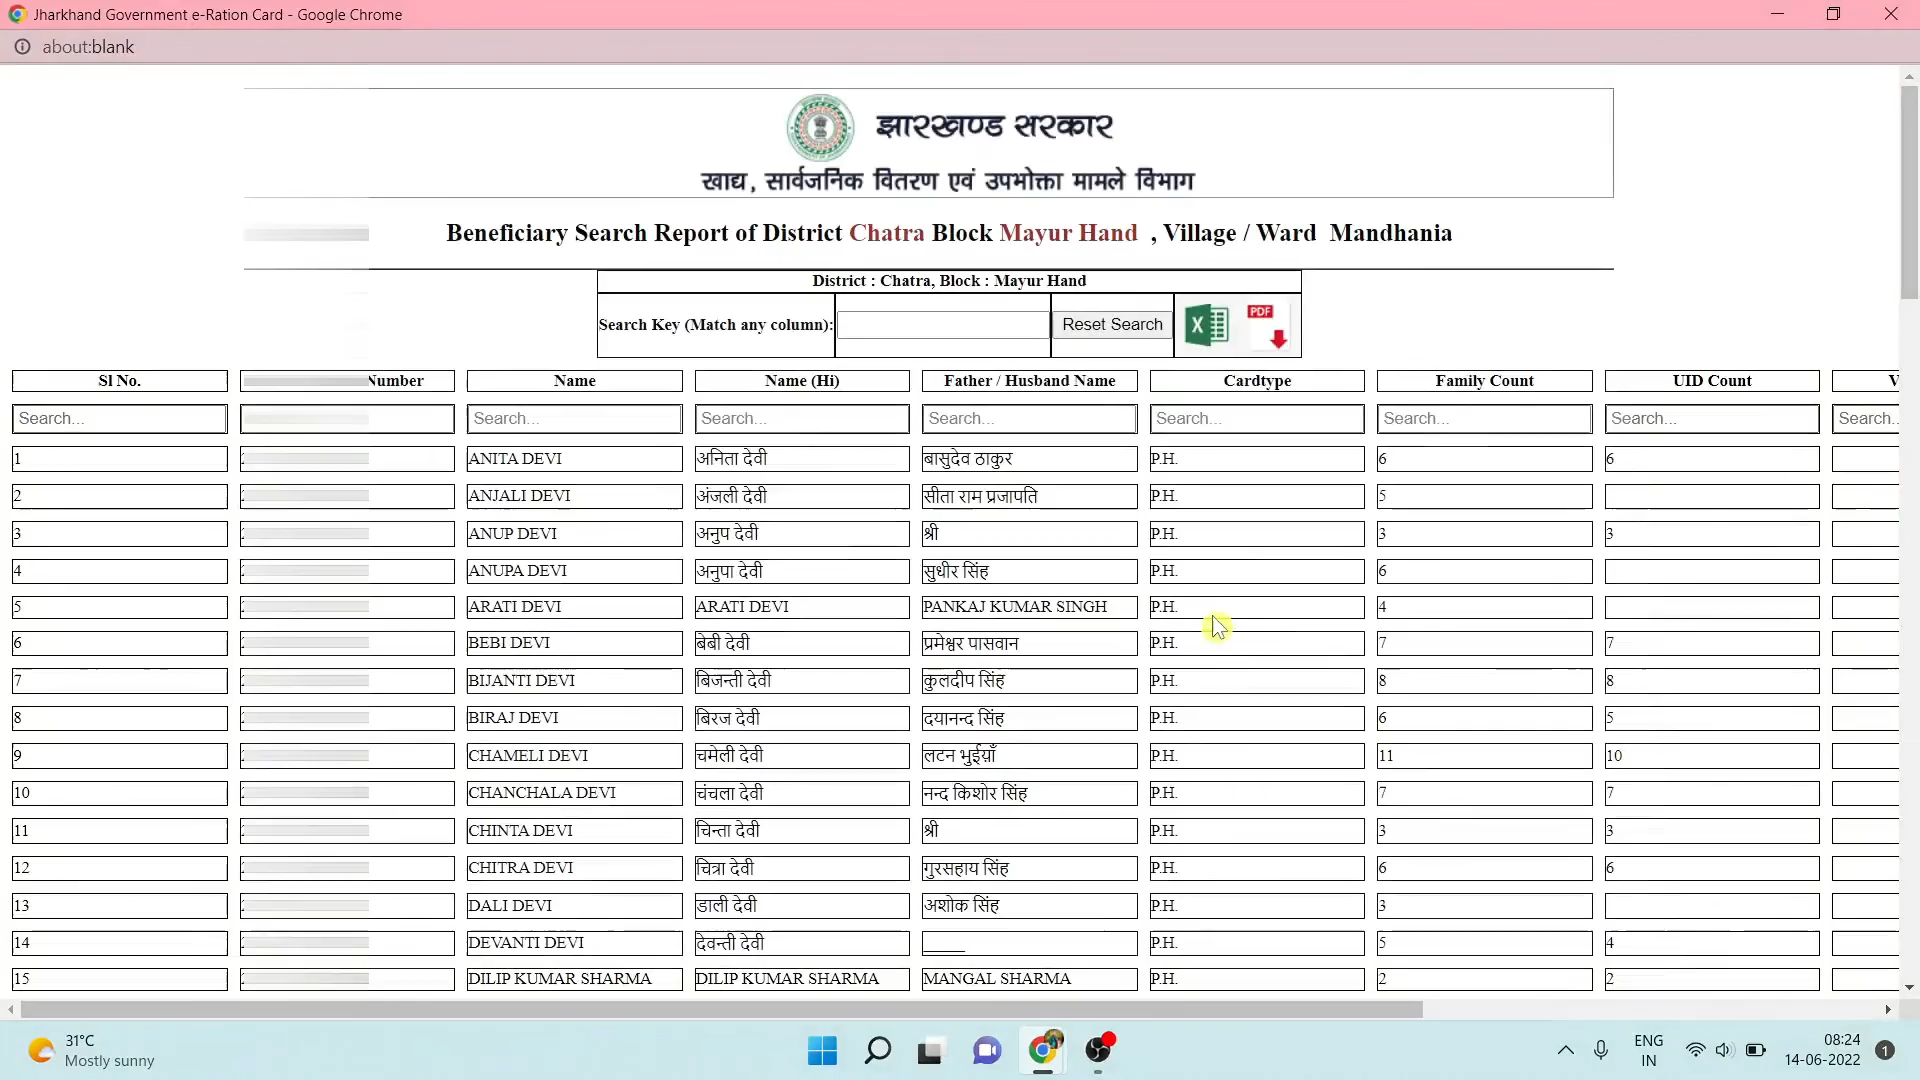 Jharkhand Government e-Ration Card - Google Chrome
about:blank
झारखण्ड सरकार
खाद्य, सार्वजनिक वितरण एवं उपभोक्ता मामले विभाग
Beneficiary Search Report of District Chatra Block Mayur Hand , Village / Ward Mandhania
District : Chatra, Block : Mayur Hand
Search Key (Match any column): Reset Search PDF
Sl No. Number Name Name (Hi) Father / Husband Name Cardtype Family Count UID Count V
Search... Search... Search... Search... Search... Search... Search... Search..
1 ANITA DEVI अनिता देवी बासुदेव ठाकुर P.H. 6 6
2 ANJALI DEVI अंजली देवी सीता राम प्रजापति P.H. 5
3 ANUP DEVI अनुप देवी श्री P.H. 3 3
4 ANUPA DEVI अनुपा देवी सुधीर सिंह P.H. 6
5 ARATI DEVI ARATI DEVI PANKAJ KUMAR SINGH P.H. 4
6 BEBI DEVI बेबी देवी प्रमेश्वर पासवान P.H. 7 7
7 BIJANTI DEVI बिजन्ती देवी कुलदीप सिंह P.H. 8 8
8 BIRAJ DEVI बिरज देवी दयानन्द सिंह P.H. 6 5
9 CHAMELI DEVI चमेली देवी लटन भुईय़ाँ P.H. 11 10
10 CHANCHALA DEVI चंचला देवी नन्द किशोर सिंह P.H. 7 7
11 CHINTA DEVI चिन्ता देवी श्री P.H. 3 3
12 CHITRA DEVI चित्रा देवी गुरसहाय सिंह P.H. 6 6
13 DALI DEVI डाली देवी अशोक सिंह P.H. 3
14 DEVANTI DEVI देवन्ती देवी _____ P.H. 5 4
15 DILIP KUMAR SHARMA DILIP KUMAR SHARMA MANGAL SHARMA P.H. 2 2
31°C
Mostly sunny
ENG
IN
08:24
14-06-2022
1